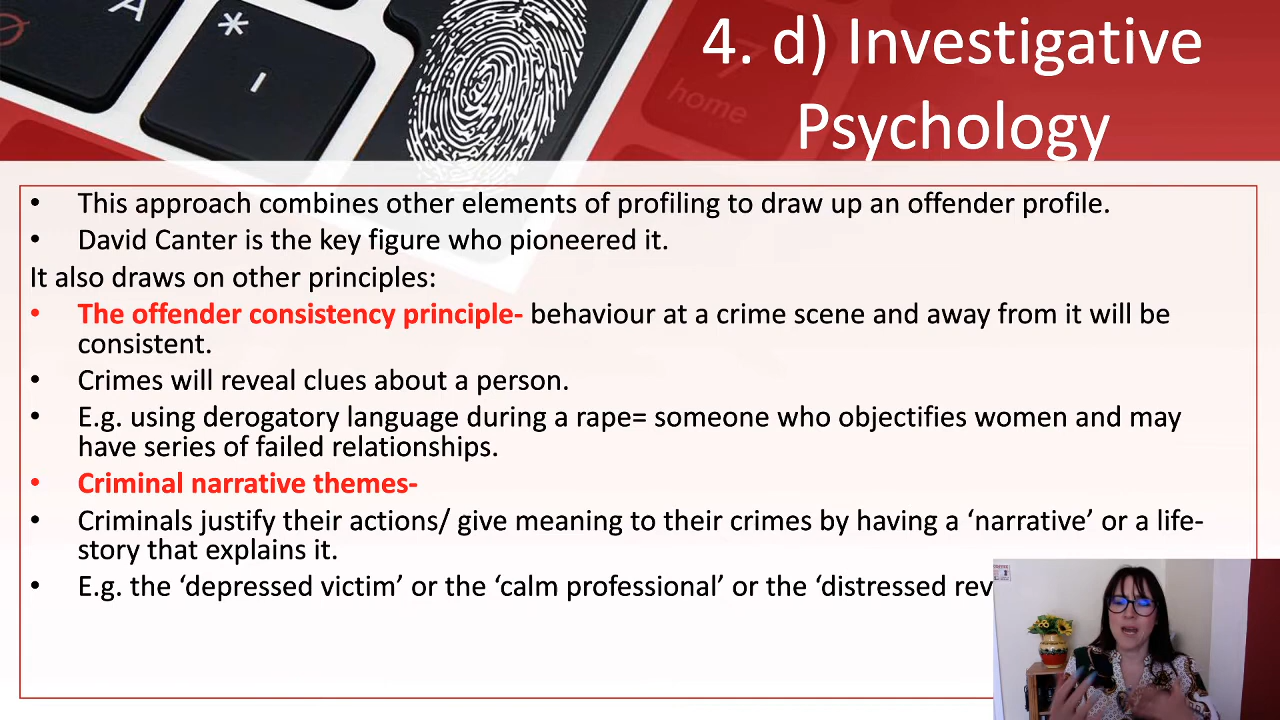 A
*
7
home
4. d) Investigative
Psychology
• This approach combines other elements of profiling to draw up an offender profile.
• David Canter is the key figure who pioneered it.
It also draws on other principles:
• The offender consistency principle- behaviour at a crime scene and away from it will be
consistent.
• Crimes will reveal clues about a person.
• E.g. using derogatory language during a rape= someone who objectifies women and may
have series of failed relationships.
• Criminal narrative themes-
• Criminals justify their actions/ give meaning to their crimes by having a ‘narrative’ or a life-
story that explains it.
• E.g. the ‘depressed victim’ or the ‘calm professional’ or the ‘distressed rev